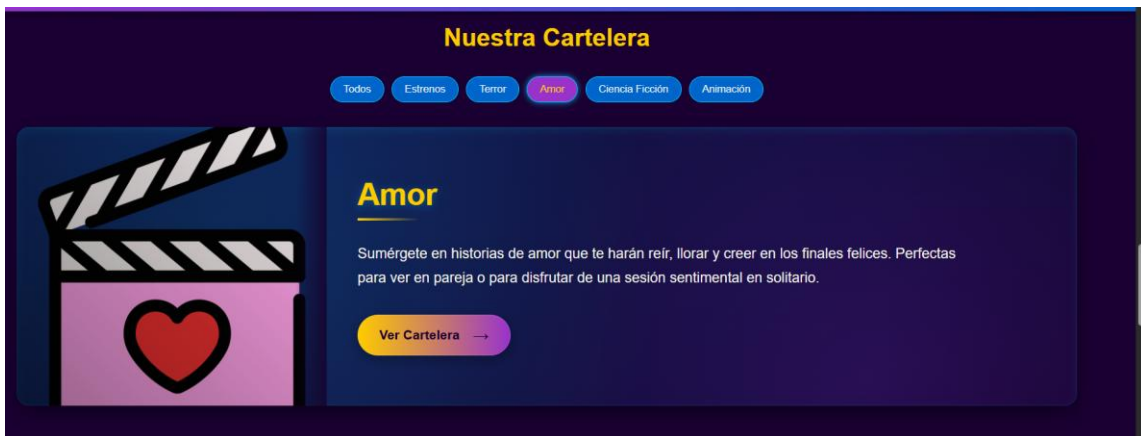 Nuestra Cartelera
Todos Estrenos Terror Amor Ciencia Ficción Animación
Amor
Sumérgete en historias de amor que te harán reír, llorar y creer en los finales felices. Perfectas
para ver en pareja o para disfrutar de una sesión sentimental en solitario.
Ver Cartelera →